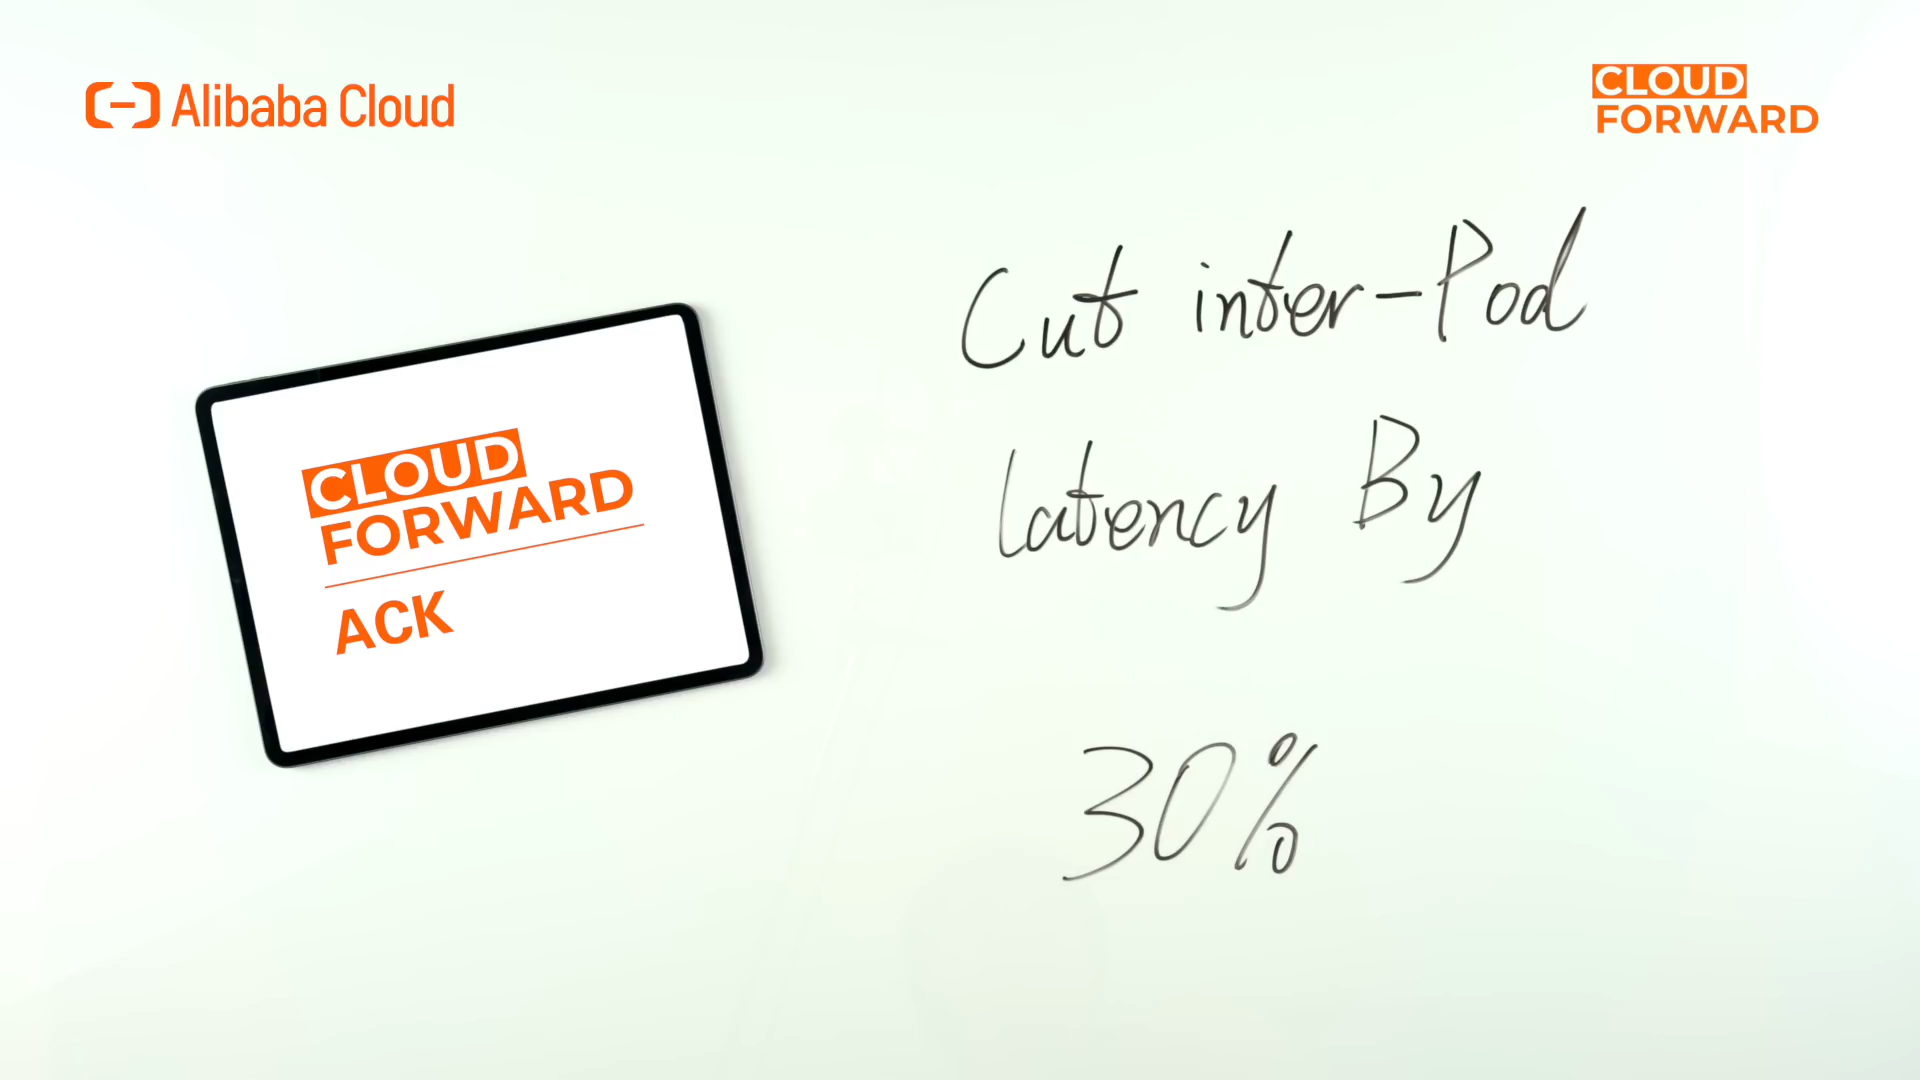 Alibaba Cloud
CLOUD
FORWARD
CLOUD
FORWARD
ACK
Cut inter-Pod
latency By
30%